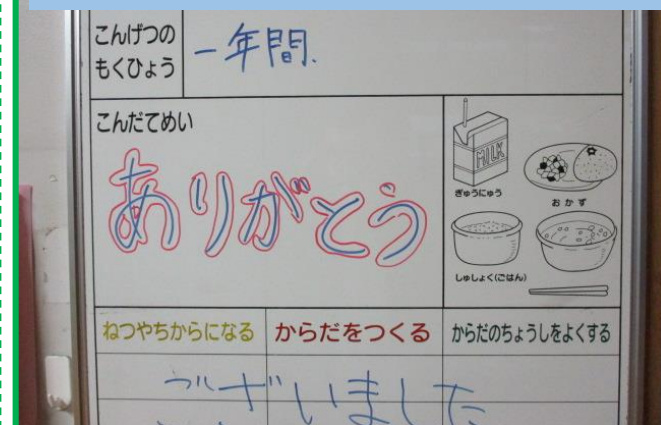 こんげつの
もくひょう
一年間.
こんだてめい
ありがとう
MILK
ぎゅうにゅう
おかず
しゅしょく(ごはん)
ねつやちからになる
からだをつくる
からだのちょうしをよくする
ございました